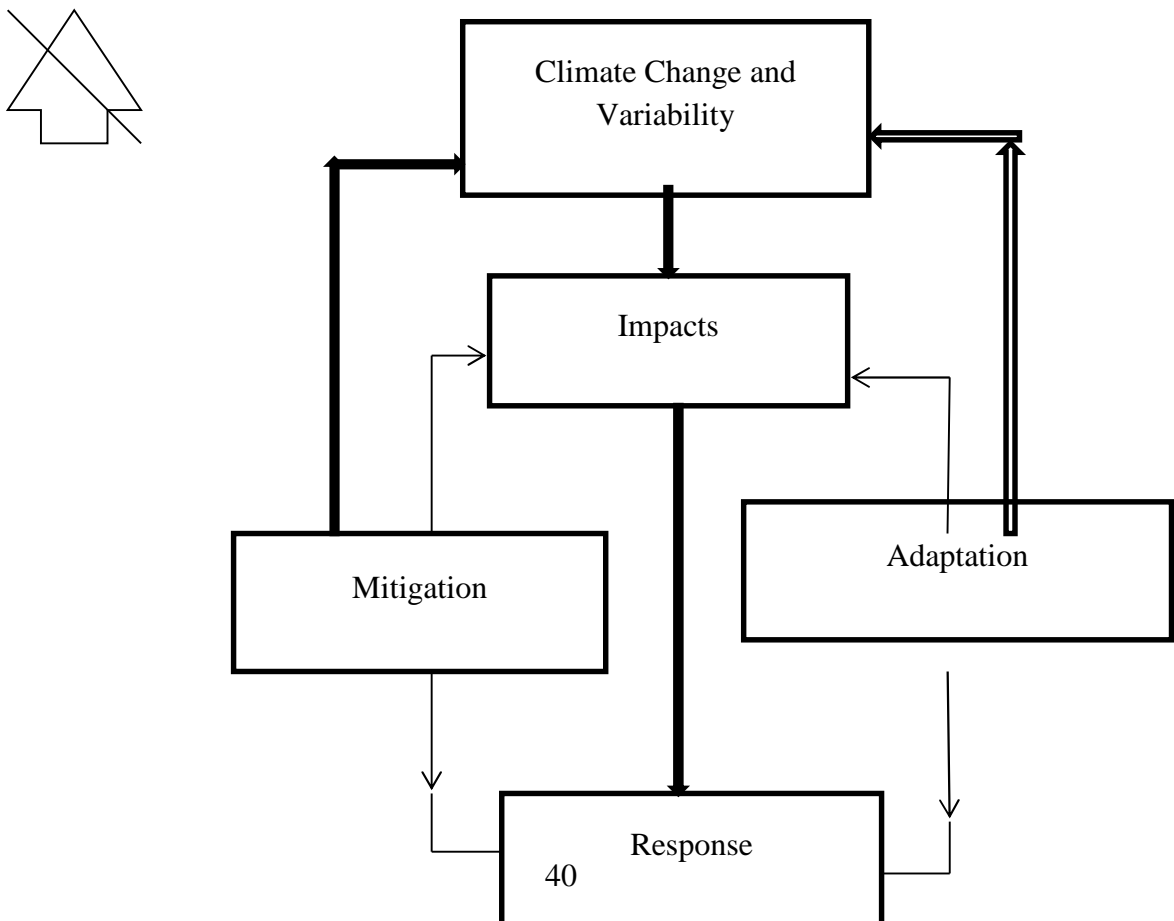 Climate Change and
Variability
Impacts
Mitigation
Adaptation
Response
40